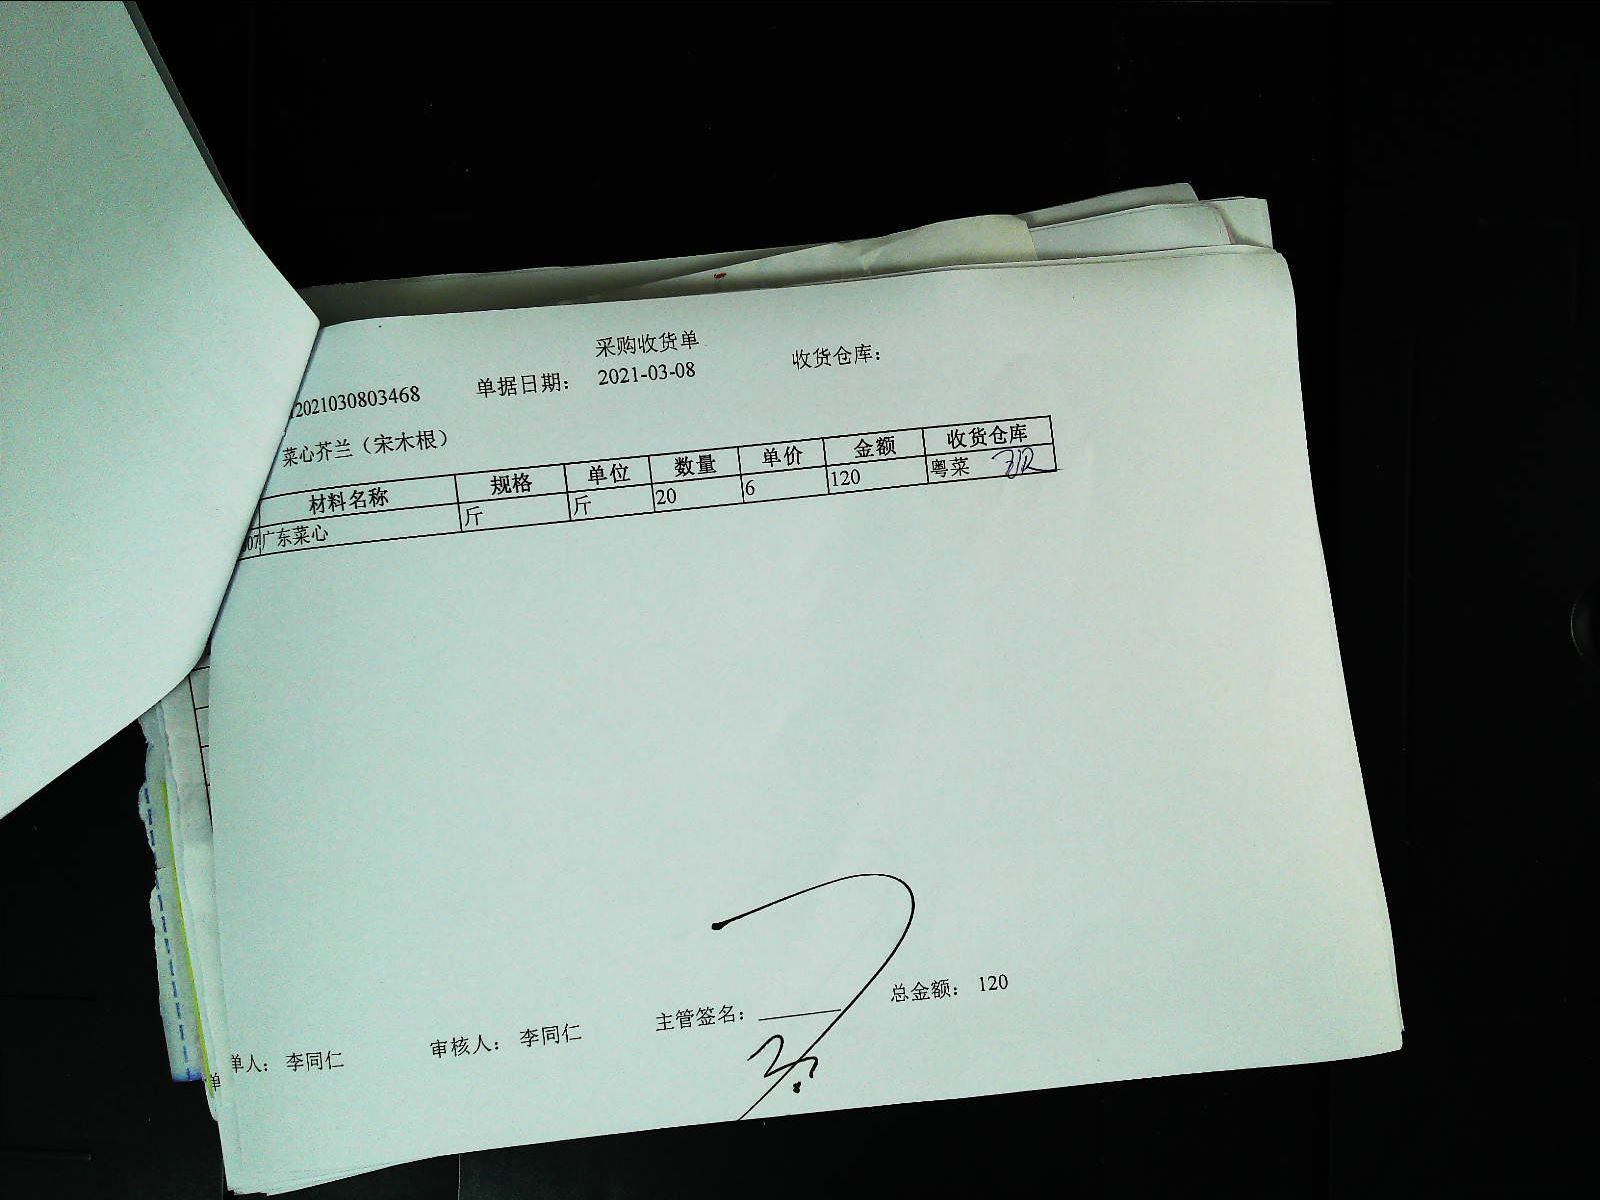 采购收货单
12021030803468 单据日期： 2021-03-08 收货仓库：
菜心芥兰（宋木根）
材料名称 规格 单位 数量 单价 金额 收货仓库
007 广东菜心 斤 斤 20 6 120 粤菜
单人： 李同仁 审核人： 李同仁 主管签名： 总金额： 120
单